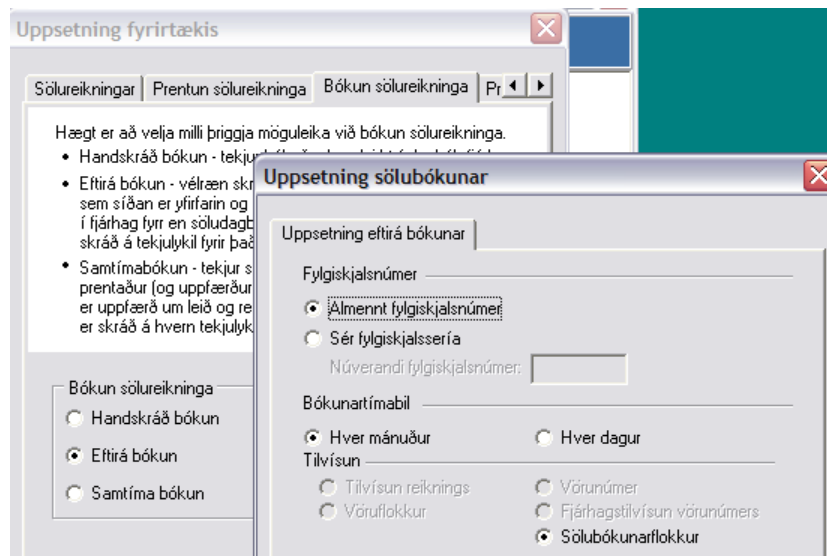 Uppsetning fyrirtækis
Sölureikningar
Prentun sölureikninga
Bókun sölureikninga
Pr
Hægt er að velja milli þriggja möguleika við bókun sölureikninga.
• Handskráð bókun - tekju
• Eftirá bókun - vélræn skr
sem síðan er yfirfarin og
í fjárhag fyrr en söludagb
skráð á tekjulykil fyrir það
• Samtímabókun - tekjur s
prentaður (og uppfærður
er uppfærð um leið og re
er skráð á hvern tekjulyk
Bókun sölureikninga
Handskráð bókun
Eftirá bókun
Samtíma bókun
Uppsetning sölubókunar
Uppsetning eftirá bókunar
Fylgiskjalsnúmer
Almennt fylgiskjalsnúmer
Sér fylgiskjalssería
Núverandi fylgiskjalsnúmer:
Bókunartímabil
Hver mánuður
Hver dagur
Tilvísun
Tilvísun reiknings
Vörunúmer
Vöruflokkur
Fjárhagstilvísun vörunúmers
Sölubókunarflokkur